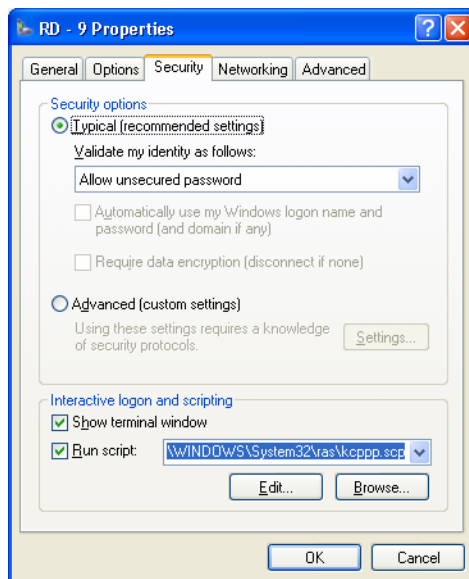 RD - 9 Properties
General Options Security Networking Advanced
Security options
Typical (recommended settings)
Validate my identity as follows:
Allow unsecured password
Automatically use my Windows logon name and
password (and domain if any)
Require data encryption (disconnect if none)
Advanced (custom settings)
Using these settings requires a knowledge
of security protocols.
Settings...
Interactive logon and scripting
Show terminal window
Run script: \WINDOWS\System32\ras\kcppp.scp
Edit... Browse...
OK Cancel